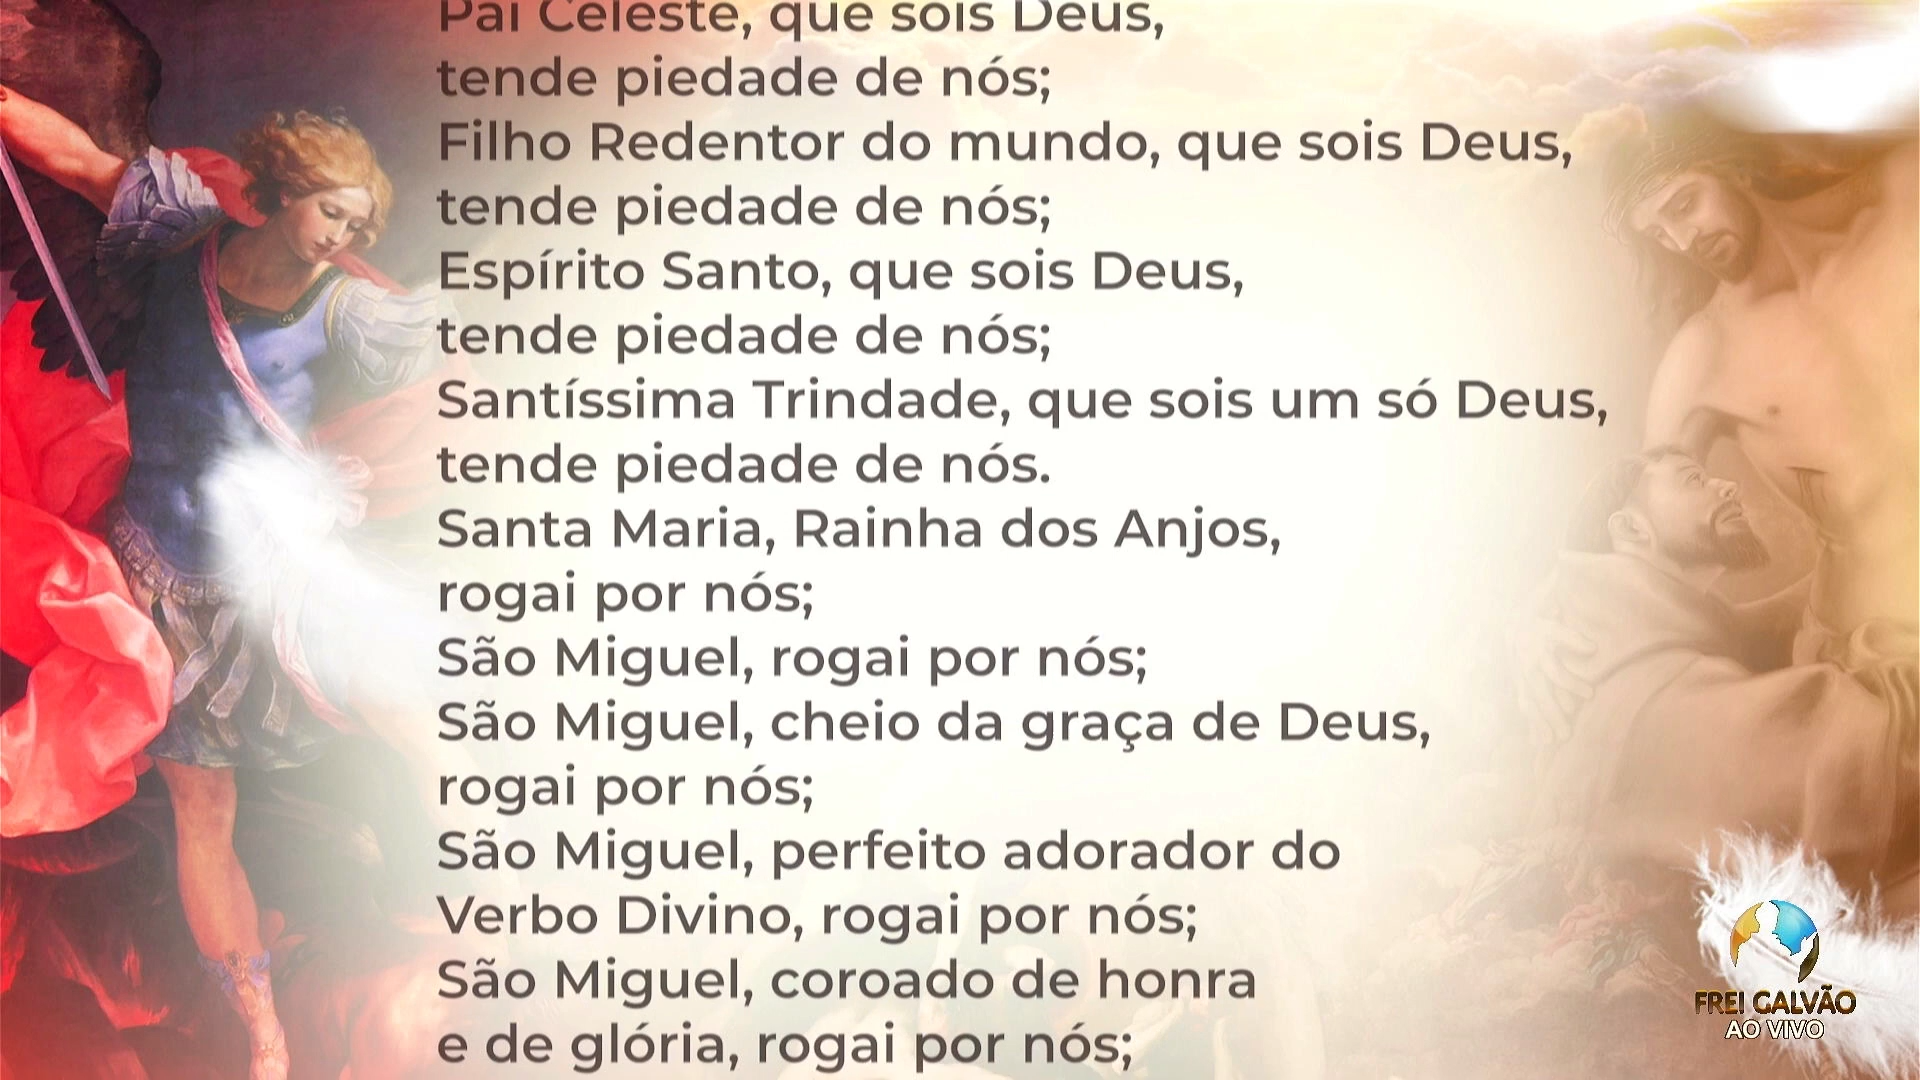 Pai Celeste, que sois Deus,
tende piedade de nós;
Filho Redentor do mundo, que sois Deus,
tende piedade de nós;
Espírito Santo, que sois Deus,
tende piedade de nós;
Santíssima Trindade, que sois um só Deus,
tende piedade de nós.
Santa Maria, Rainha dos Anjos,
rogai por nós;
São Miguel, rogai por nós;
São Miguel, cheio da graça de Deus,
rogai por nós;
São Miguel, perfeito adorador do
Verbo Divino, rogai por nós;
São Miguel, coroado de honra
e de glória, rogai por nós;
FREI GALVÃO
AO VIVO